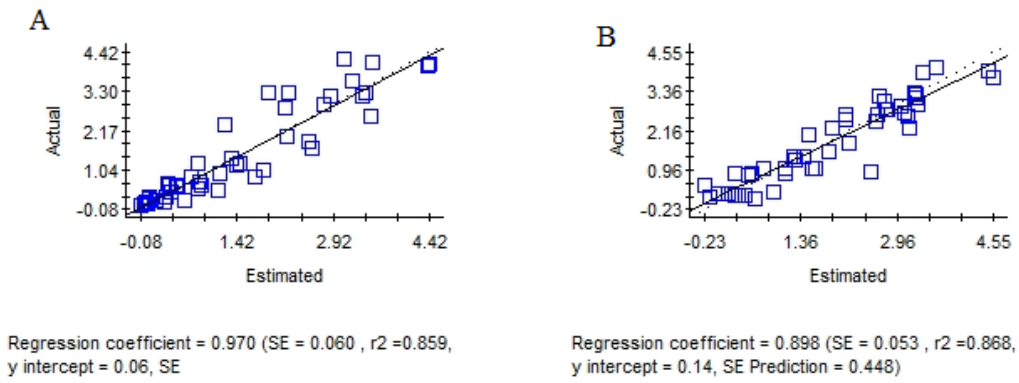 A
4.42
3.30
2.17
1.04
-0.08
Actual
-0.08 1.42 2.92 4.42
Estimated
Regression coefficient = 0.970 (SE = 0.060 , r2 =0.859,
y intercept = 0.06, SE
B
4.55
3.36
2.16
0.96
-0.23
Actual
-0.23 1.36 2.96 4.55
Estimated
Regression coefficient = 0.898 (SE = 0.053 , r2 =0.868,
y intercept = 0.14, SE Prediction = 0.448)